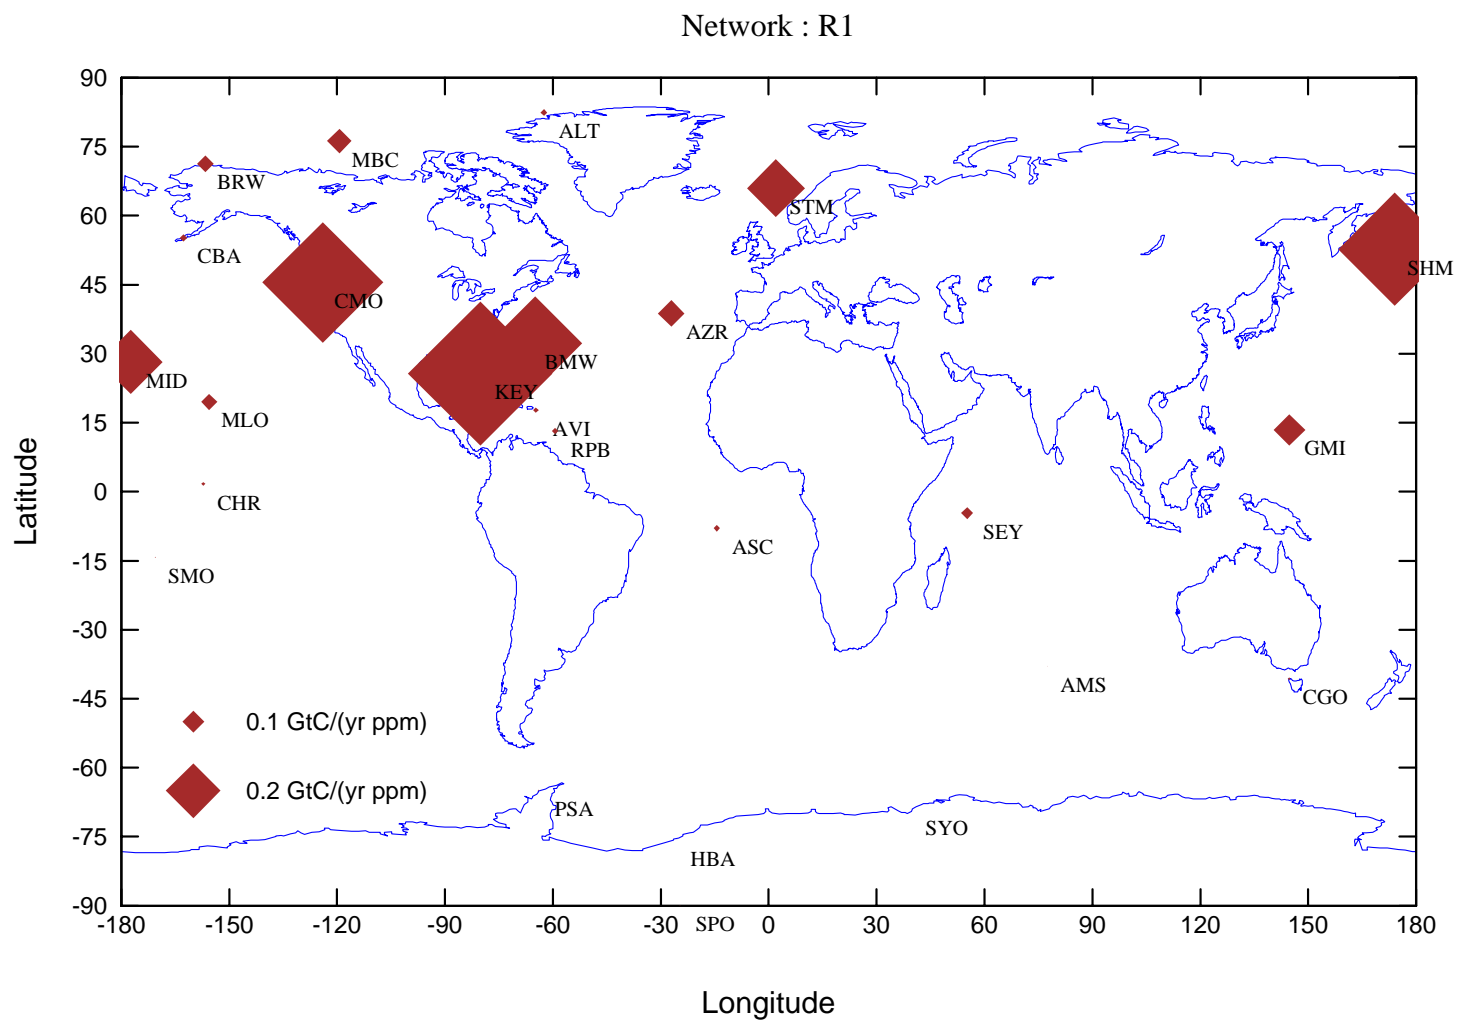 Network : R1
90
75
60
45
30
15
0
-15
-30
-45
-60
-75
-90
Latitude
ALT
MBC
BRW
STM
CBA
SHM
CMO
AZR
BMW
MID
KEY
MLO
AVI
RPB
GMI
CHR
SEY
ASC
SMO
AMS
CGO
0.1 GtC/(yr ppm)
0.2 GtC/(yr ppm)
PSA
SYO
HBA
SPO
-180 -150 -120 -90 -60 -30 0 30 60 90 120 150 180
Longitude